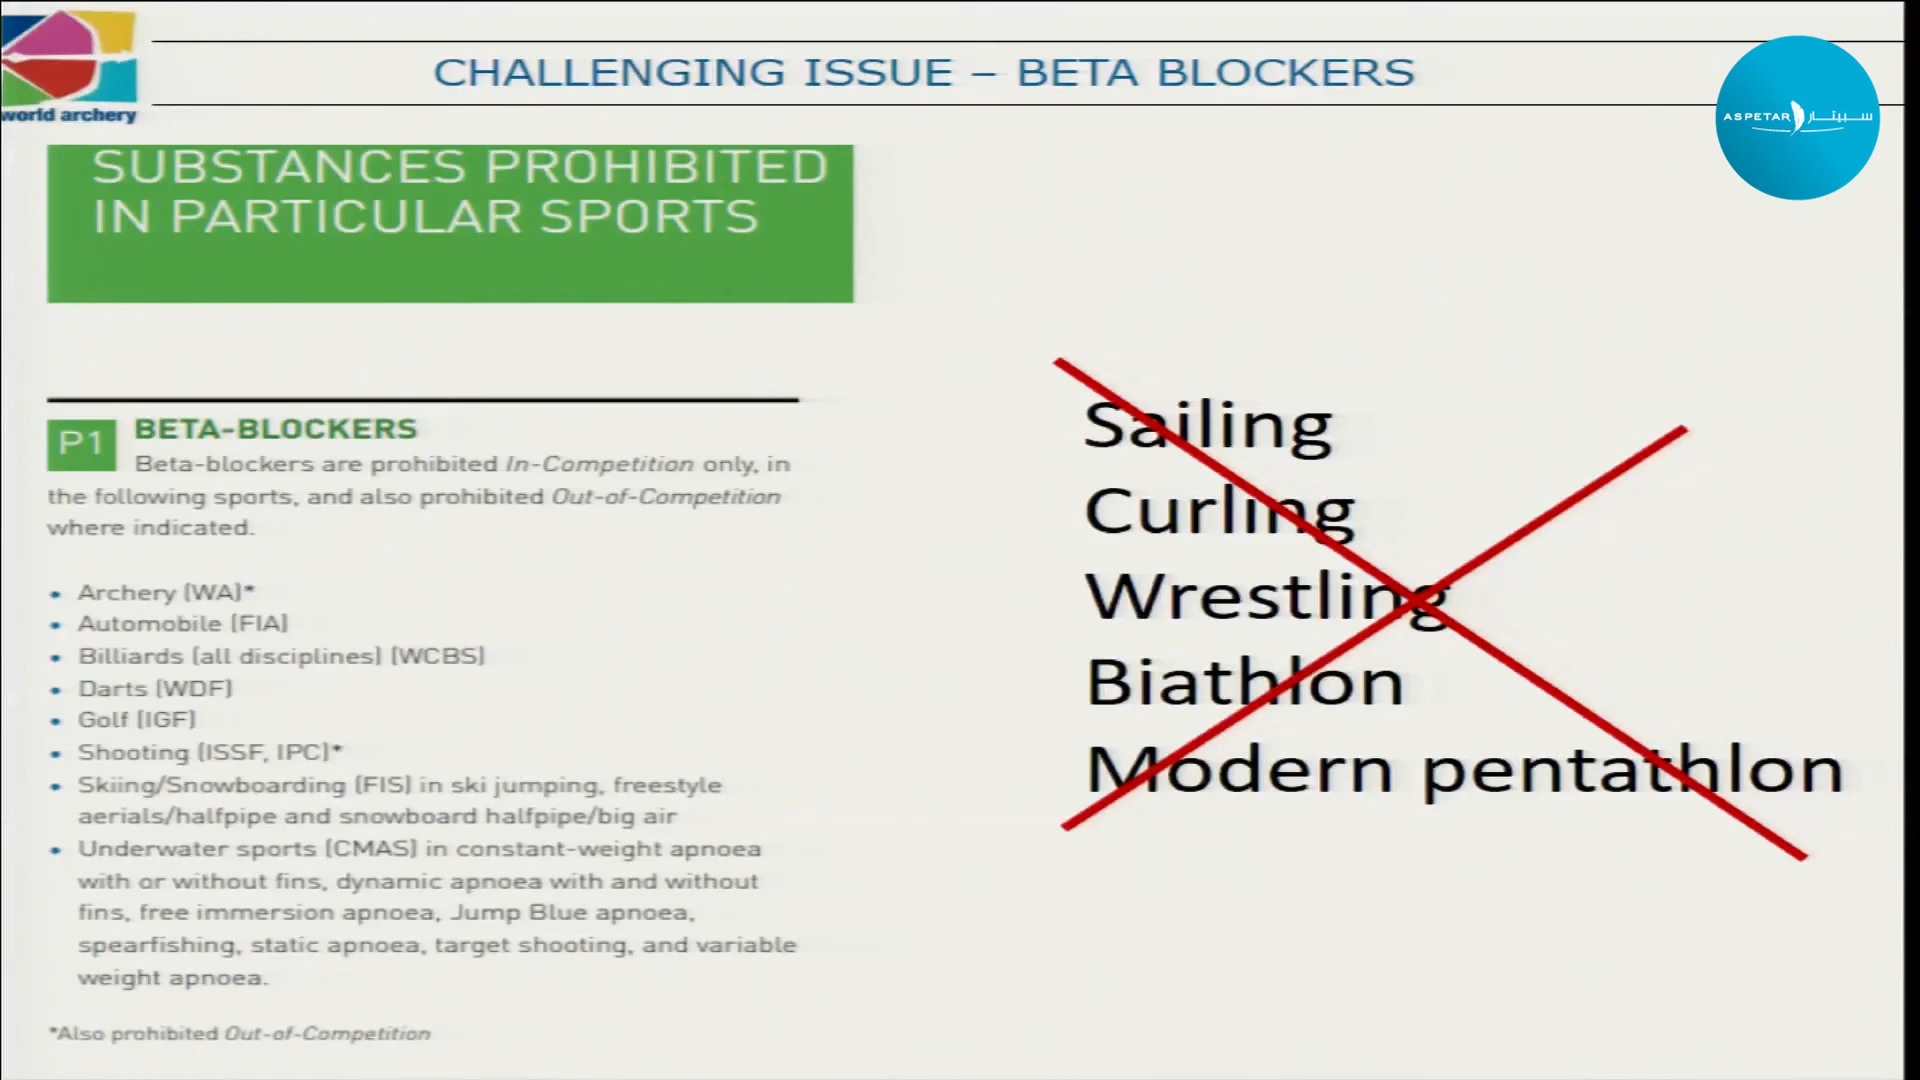 world archery
CHALLENGING ISSUE – BETA BLOCKERS
ASPETAR سبيتار
SUBSTANCES PROHIBITED
IN PARTICULAR SPORTS
P1
BETA-BLOCKERS
Beta-blockers are prohibited In-Competition only, in
the following sports, and also prohibited Out-of-Competition
where indicated.
• Archery (WA)*
• Automobile (FIA)
• Billiards (all disciplines) (WCBS)
• Darts (WDF)
• Golf (IGF)
• Shooting (ISSF, IPC)*
• Skiing/Snowboarding (FIS) in ski jumping, freestyle
aerials/halfpipe and snowboard halfpipe/big air
• Underwater sports (CMAS) in constant-weight apnoea
with or without fins, dynamic apnoea with and without
fins, free immersion apnoea, Jump Blue apnoea,
spearfishing, static apnoea, target shooting, and variable
weight apnoea.
*Also prohibited Out-of-Competition
Sailing
Curling
Wrestling
Biathlon
Modern pentathlon